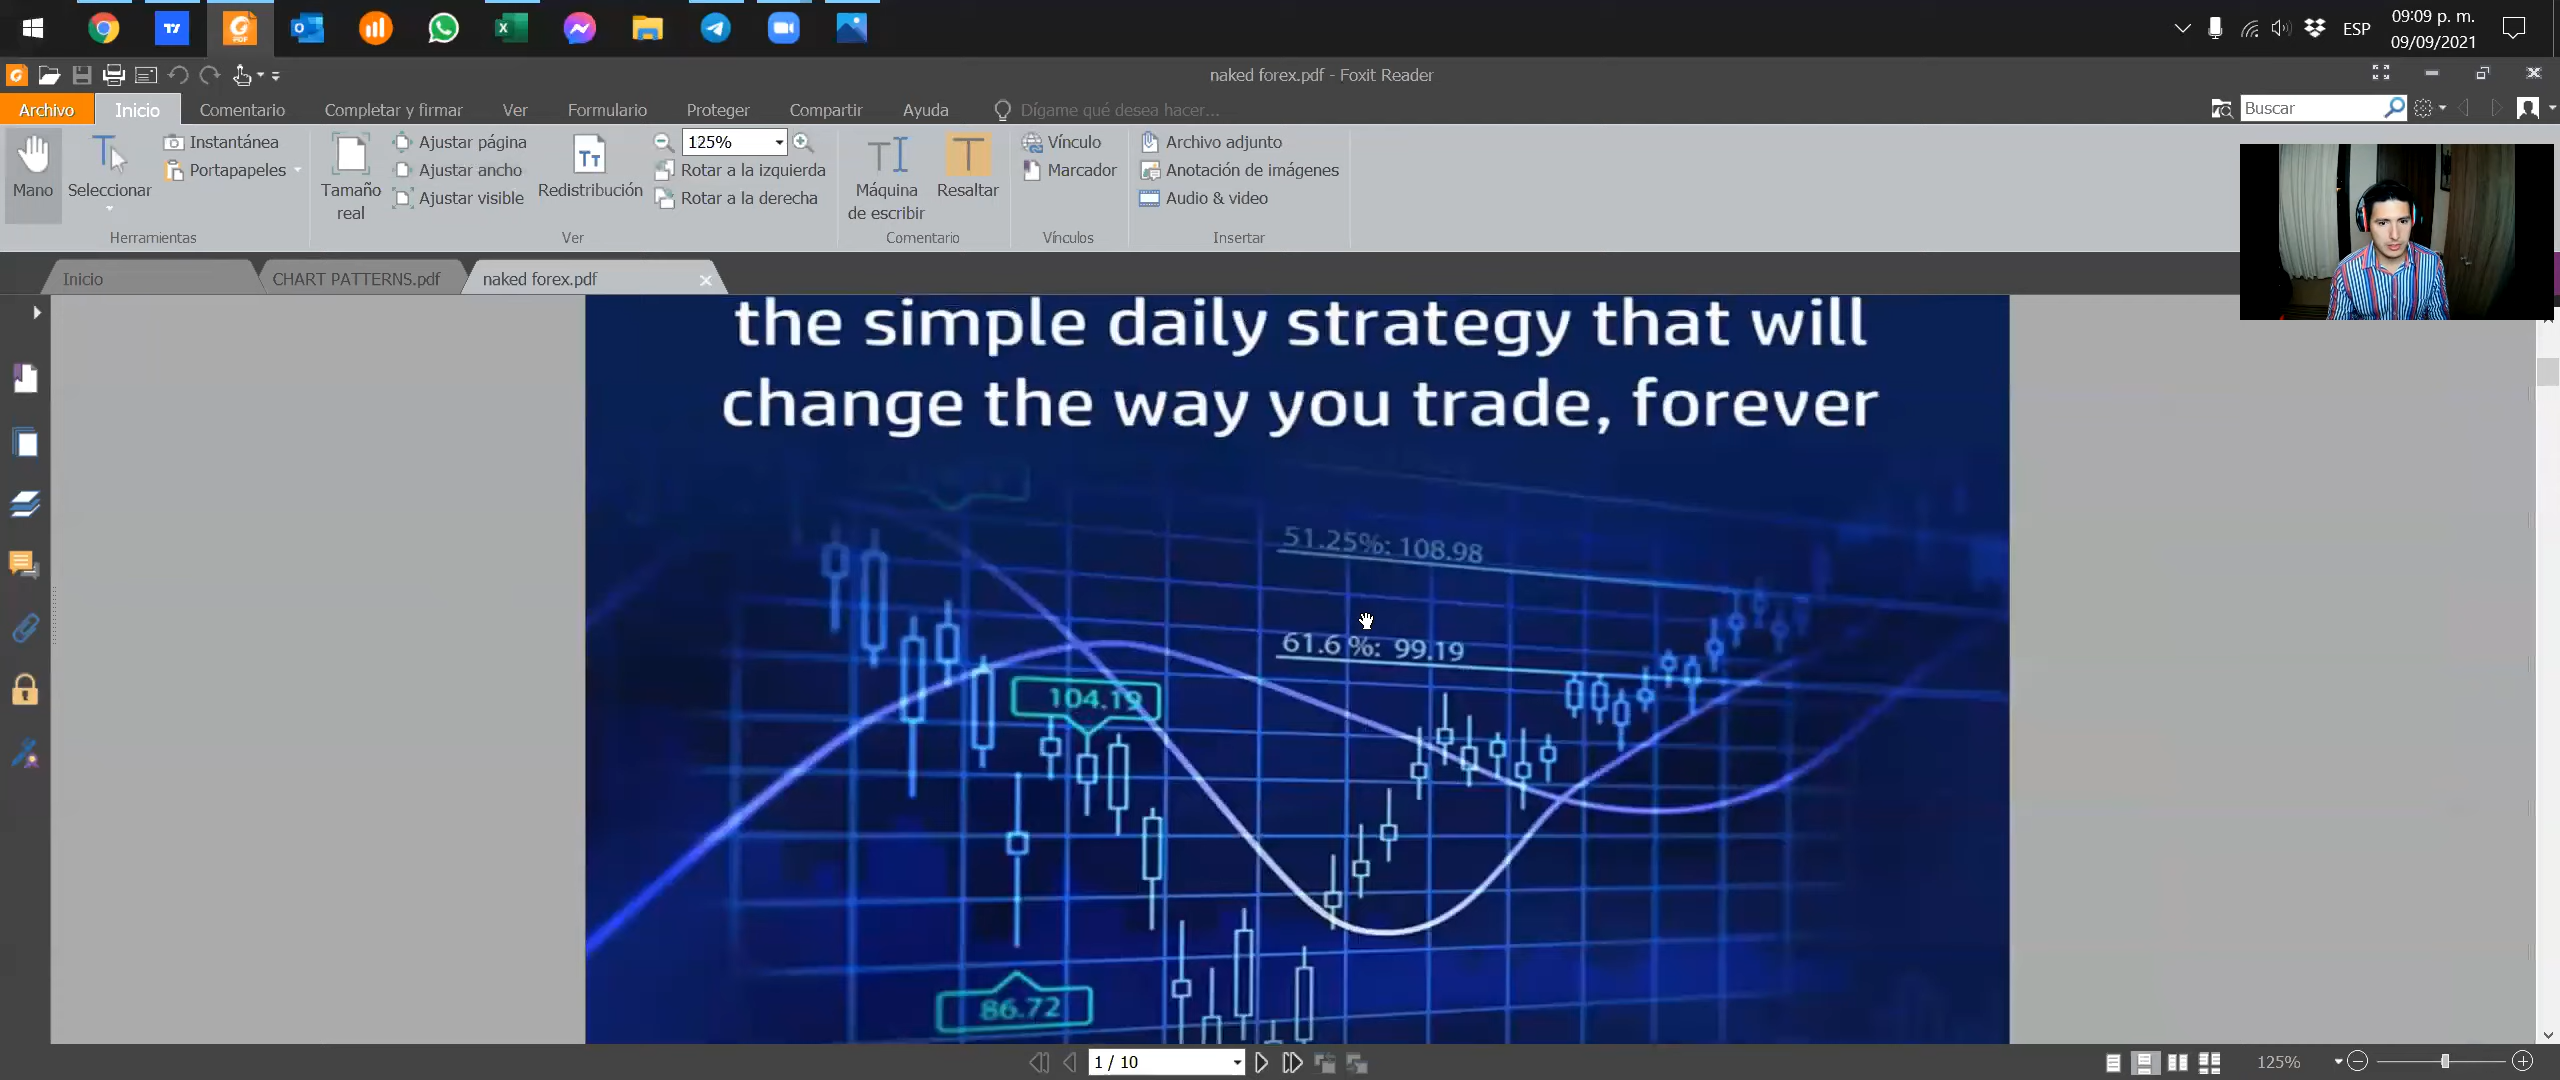 09:09 p. m.
ESP
09/09/2021
naked forex.pdf - Foxit Reader
Archivo
Inicio
Comentario
Completar y firmar
Ver
Formulario
Proteger
Compartir
Ayuda
Dígame qué desea hacer...
Buscar
Mano
Seleccionar
Instantánea
Portapapeles
Herramientas
Tamaño
real
Ajustar página
Ajustar ancho
Ajustar visible
Redistribución
125%
Rotar a la izquierda
Rotar a la derecha
Ver
Máquina
de escribir
Resaltar
Comentario
Vínculo
Marcador
Vínculos
Archivo adjunto
Anotación de imágenes
Audio & video
Insertar
Inicio
CHART PATTERNS.pdf
naked forex.pdf
the simple daily strategy that will
change the way you trade, forever
51.25%: 108.98
61.6 %: 99.19
104.19
86.72
1 / 10
125%